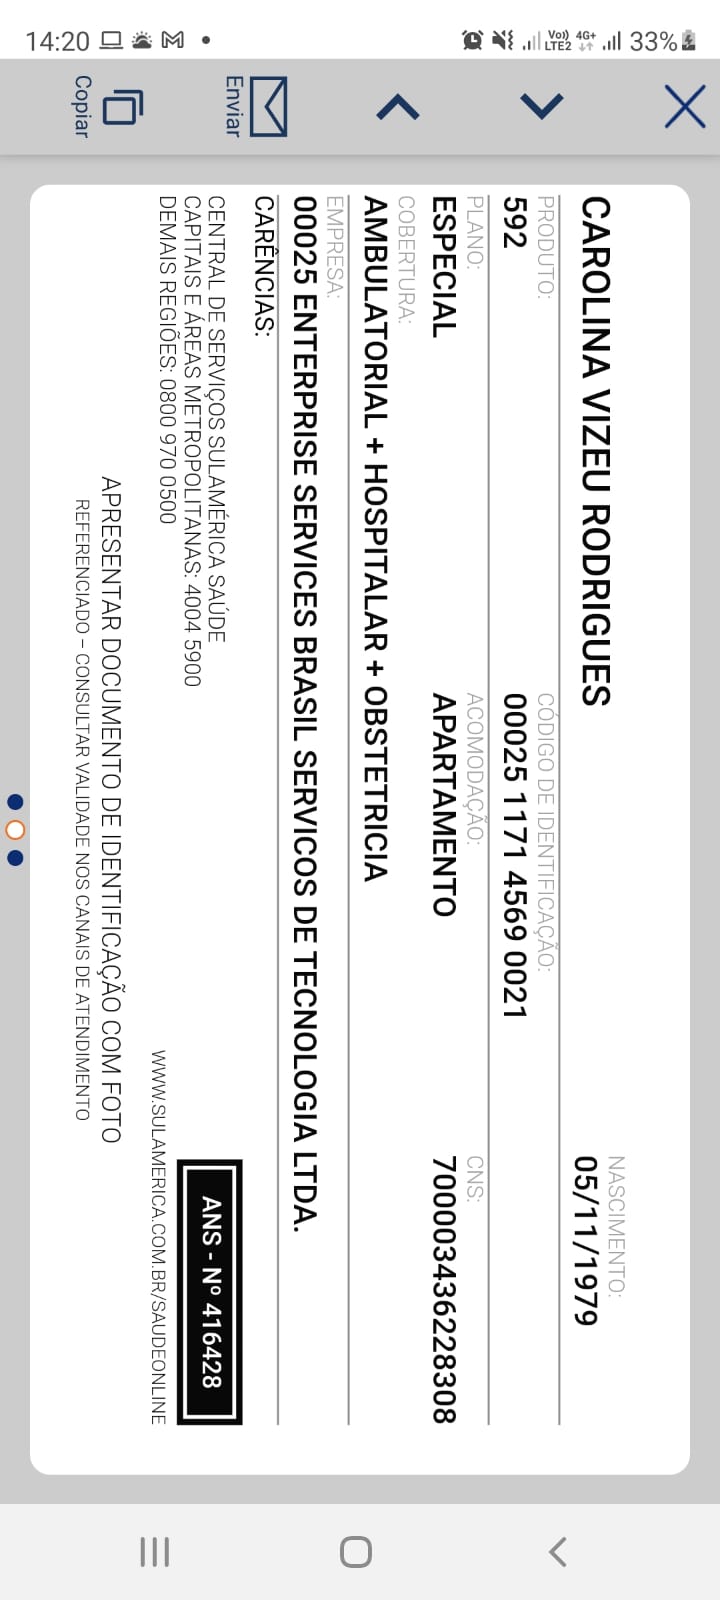 14:20
Vo)) LTE2 4G+ 33%
Copiar
Enviar
CAROLINA VIZEU RODRIGUES
NASCIMENTO:
05/11/1979
PRODUTO: CÓDIGO DE IDENTIFICAÇÃO:
592 00025 1171 4569 0021
PLANO: ACOMODAÇÃO: CNS:
ESPECIAL APARTAMENTO 700003436228308
COBERTURA:
AMBULATORIAL + HOSPITALAR + OBSTETRICIA
EMPRESA:
00025 ENTERPRISE SERVICES BRASIL SERVICOS DE TECNOLOGIA LTDA.
CARÊNCIAS:
CENTRAL DE SERVIÇOS SULAMÉRICA SAÚDE
CAPITAIS E ÁREAS METROPOLITANAS: 4004 5900
DEMAIS REGIÕES: 0800 970 0500
ANS - Nº 416428
WWW.SULAMERICA.COM.BR/SAUDEONLINE
APRESENTAR DOCUMENTO DE IDENTIFICAÇÃO COM FOTO
REFERENCIADO – CONSULTAR VALIDADE NOS CANAIS DE ATENDIMENTO